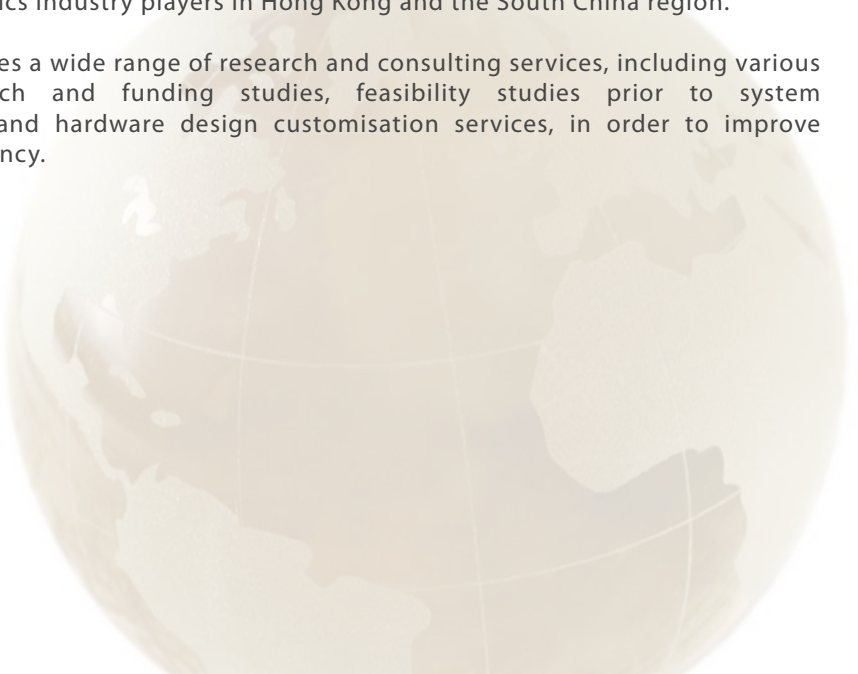 ics industry players in Hong Kong and the South China region.
es a wide range of research and consulting services, including various
ch and funding studies, feasibility studies prior to system
and hardware design customisation services, in order to improve
ncy.